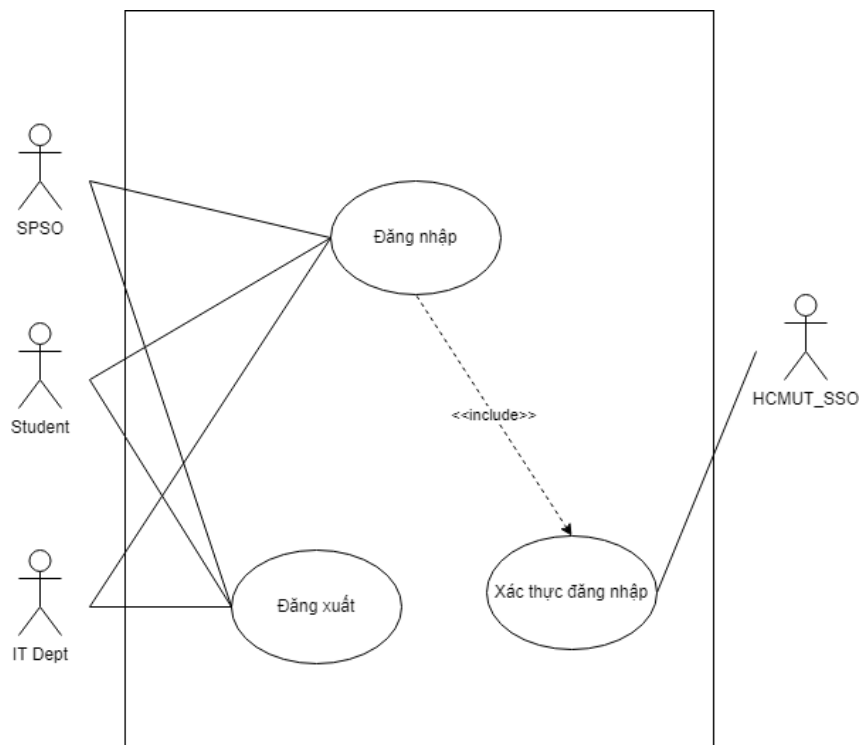 SPSO
Đăng nhập
Student
HCMUT_SSO
<<include>>
IT Dept
Đăng xuất
Xác thực đăng nhập